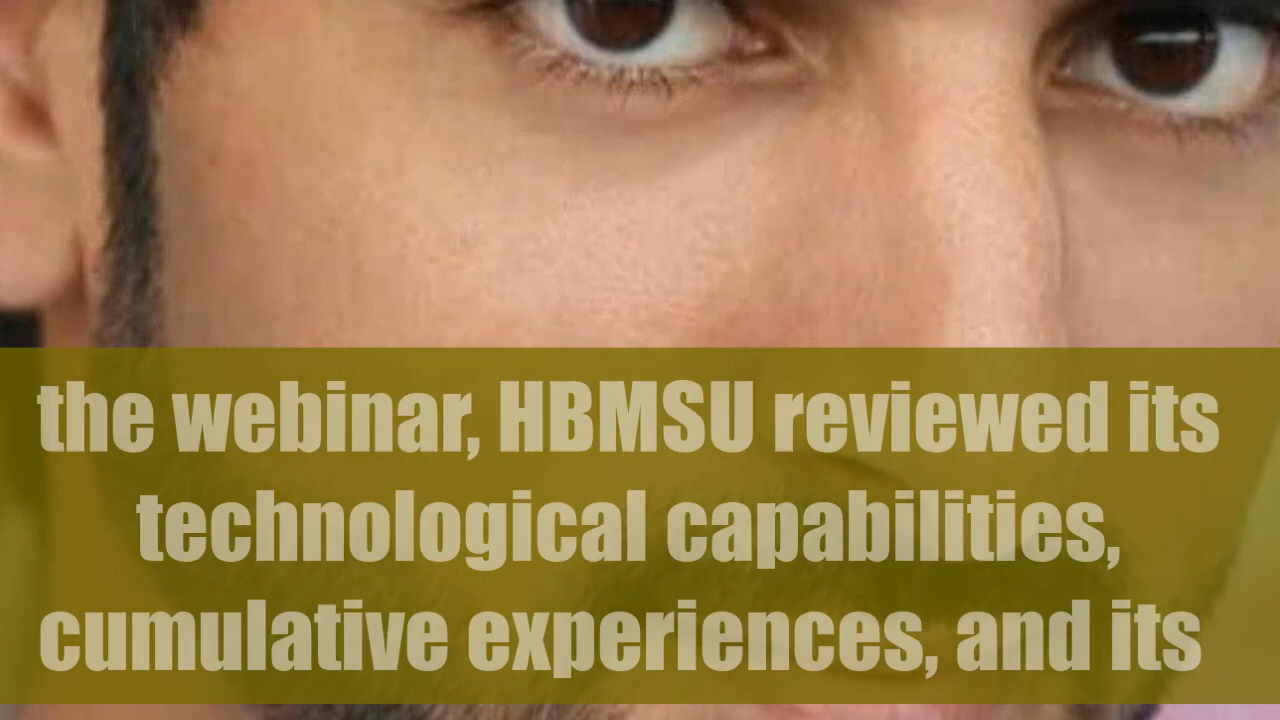 the webinar, HBMSU reviewed its
technological capabilities,
cumulative experiences, and its